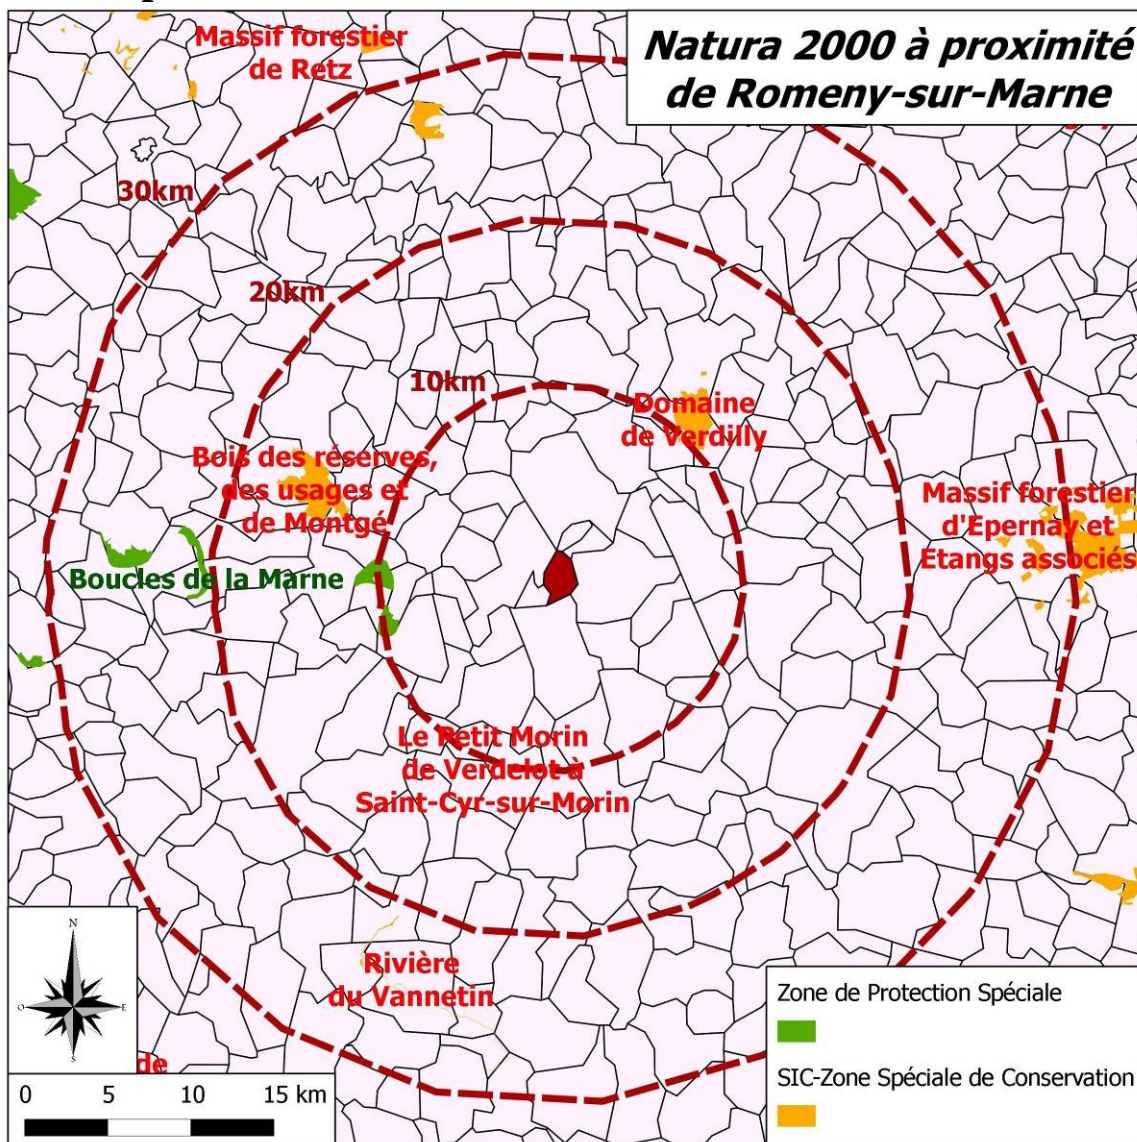 Natura 2000 à proximité
de Romeny-sur-Marne
Massif forestier
de Retz
30km
20km
10km
Domaine
de Verdilly
Bois des réserves,
des usages et
de Montgé
Massif forestier
d'Epernay et
Etangs associés
Boucles de la Marne
Le Petit Morin
de Verdelot à
Saint-Cyr-sur-Morin
Rivière
du Vannetin
N
O
E
S
de
0 5 10 15 km
Zone de Protection Spéciale
SIC-Zone Spéciale de Conservation